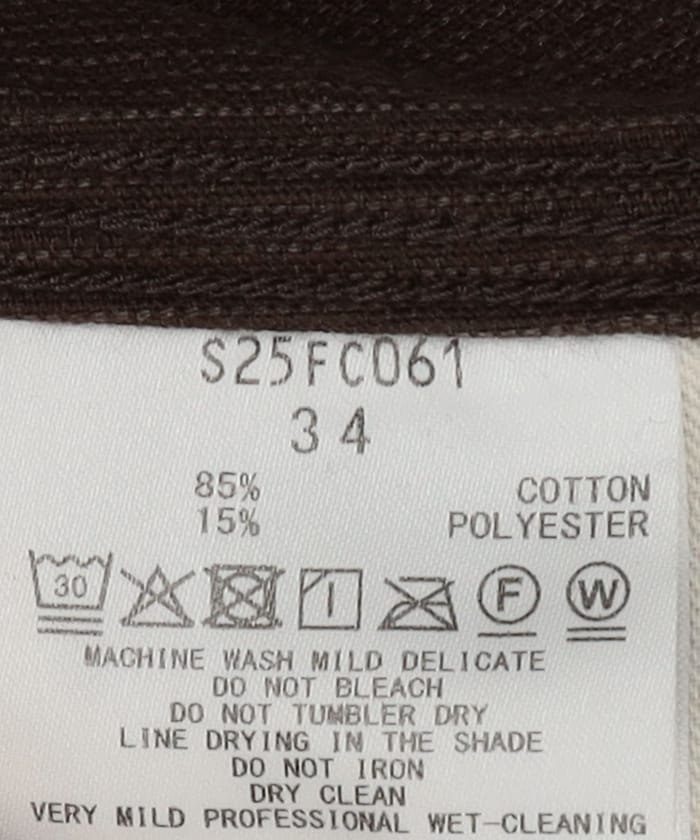 S25FC061
34
85% COTTON
15% POLYESTER
30 F W
MACHINE WASH MILD DELICATE
DO NOT BLEACH
DO NOT TUMBLER DRY
LINE DRYING IN THE SHADE
DO NOT IRON
DRY CLEAN
VERY MILD PROFESSIONAL WET-CLEANING